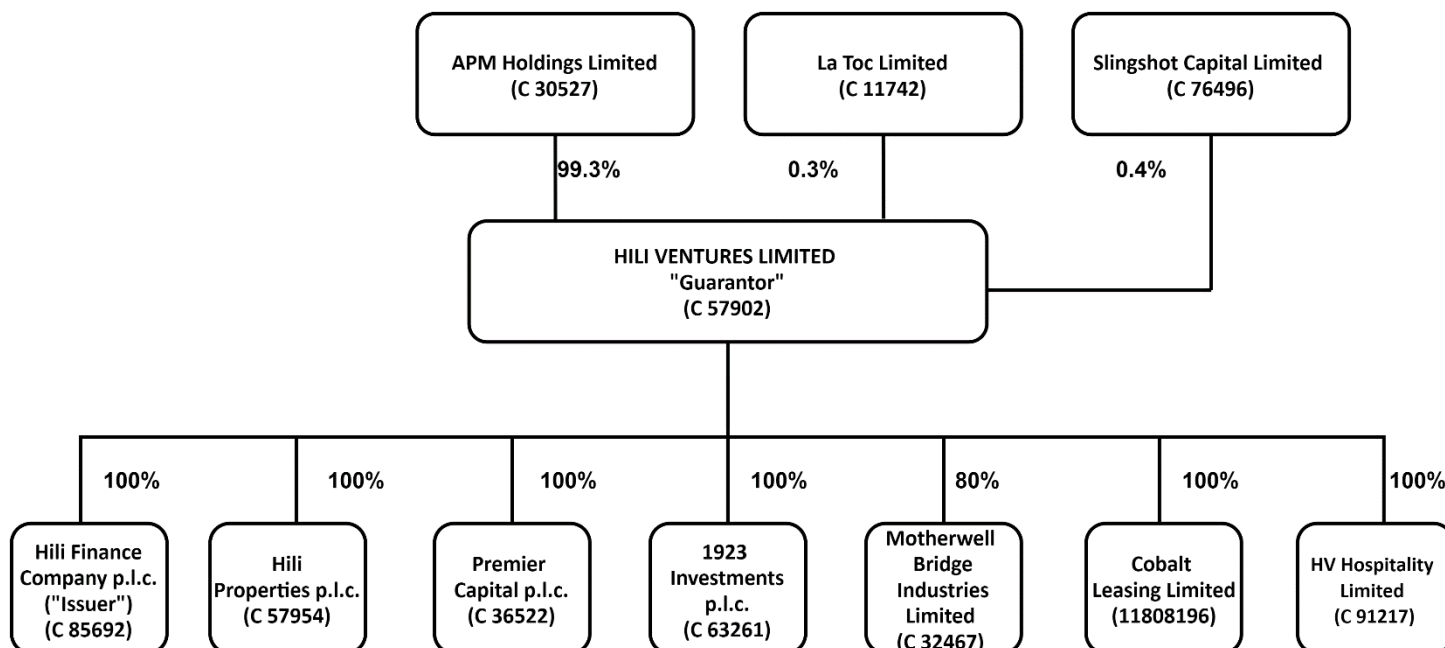 APM Holdings Limited
(C 30527)
La Toc Limited
(C 11742)
Slingshot Capital Limited
(C 76496)
99.3%
0.3%
0.4%
HILI VENTURES LIMITED
"Guarantor"
(C 57902)
100%
100%
100%
100%
80%
100%
100%
Hili Finance
Company p.l.c.
("Issuer")
(C 85692)
Hili
Properties p.l.c.
(C 57954)
Premier
Capital p.l.c.
(C 36522)
1923
Investments
p.l.c.
(C 63261)
Motherwell
Bridge
Industries
Limited
(C 32467)
Cobalt
Leasing Limited
(11808196)
HV Hospitality
Limited
(C 91217)